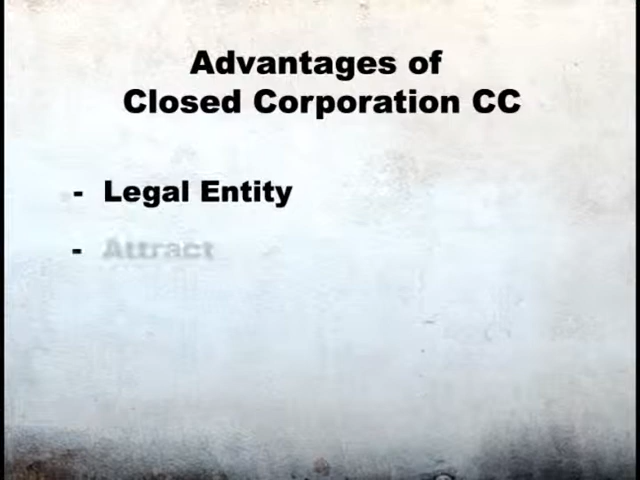 Advantages of
Closed Corporation CC
- Legal Entity
- Attract